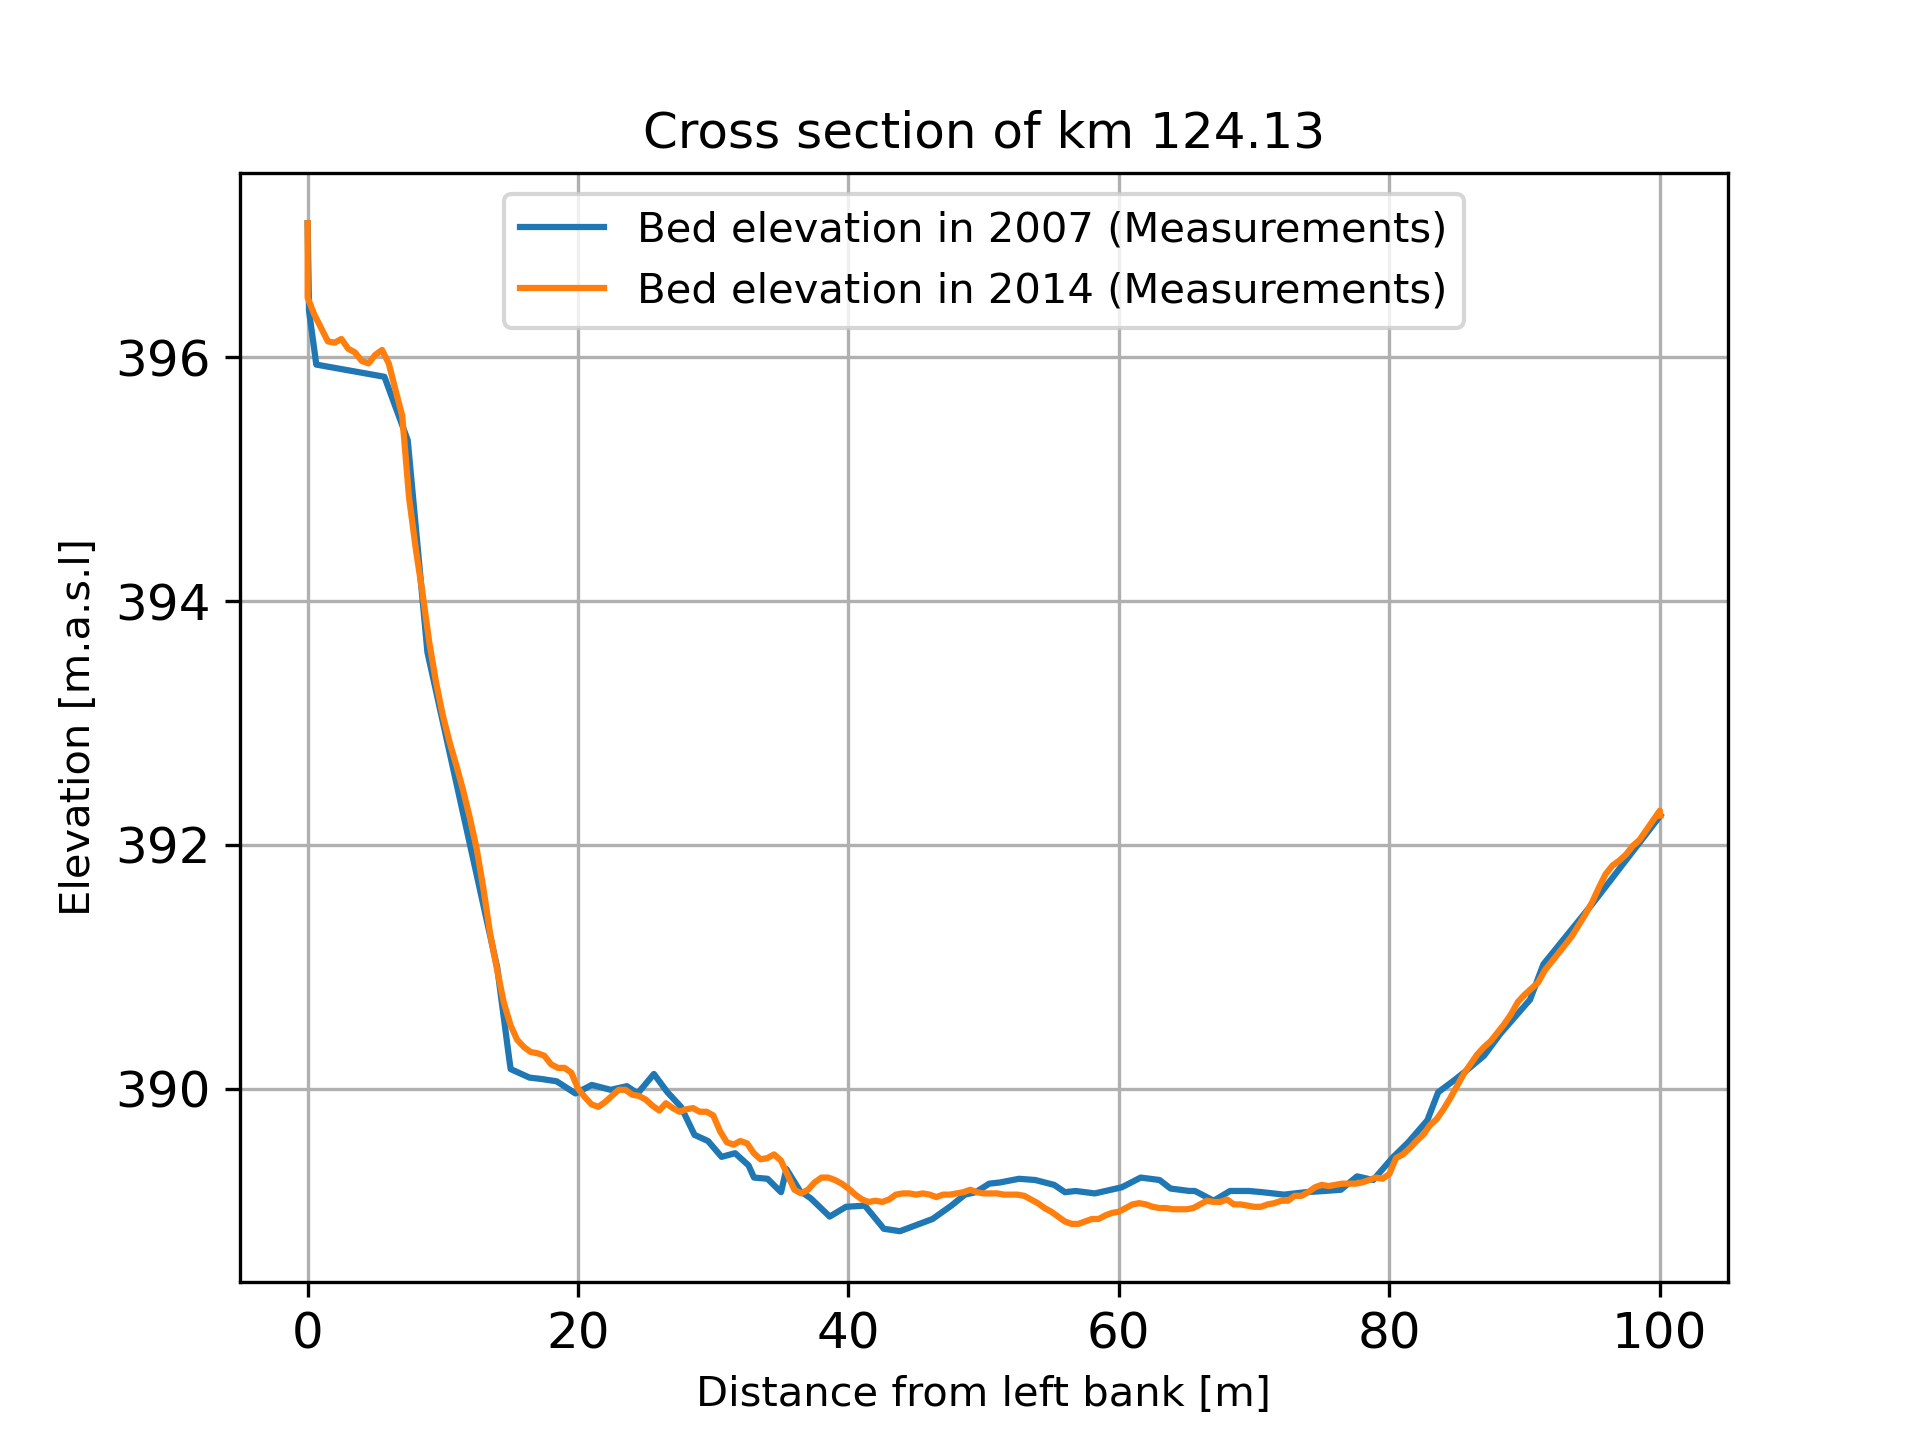 Cross section of km 124.13
Bed elevation in 2007 (Measurements)
Bed elevation in 2014 (Measurements)
396
394
392
390
Elevation [m.a.s.l]
0 20 40 60 80 100
Distance from left bank [m]